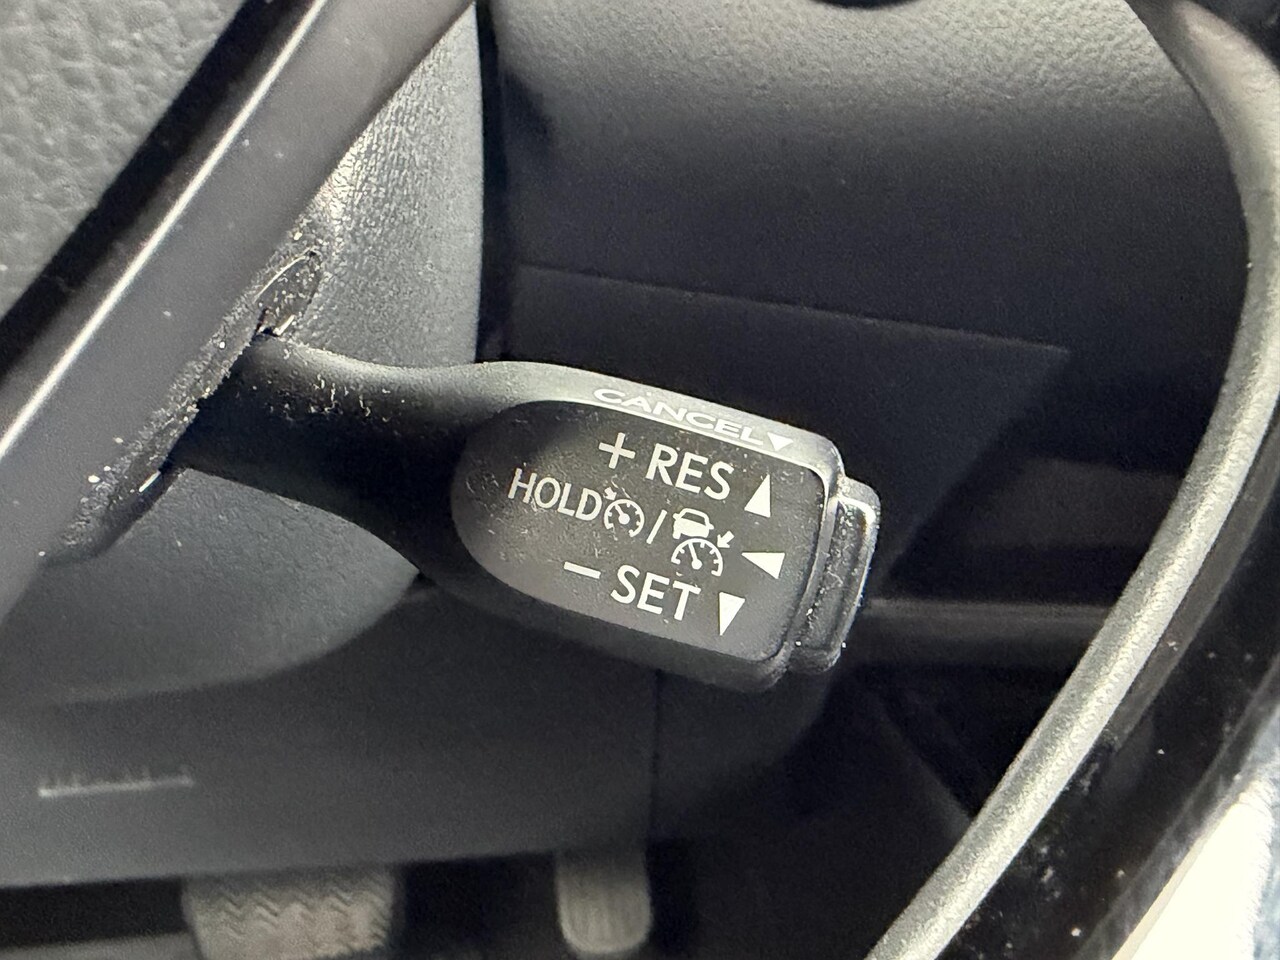 CANCEL
+ RES
HOLD /
− SET